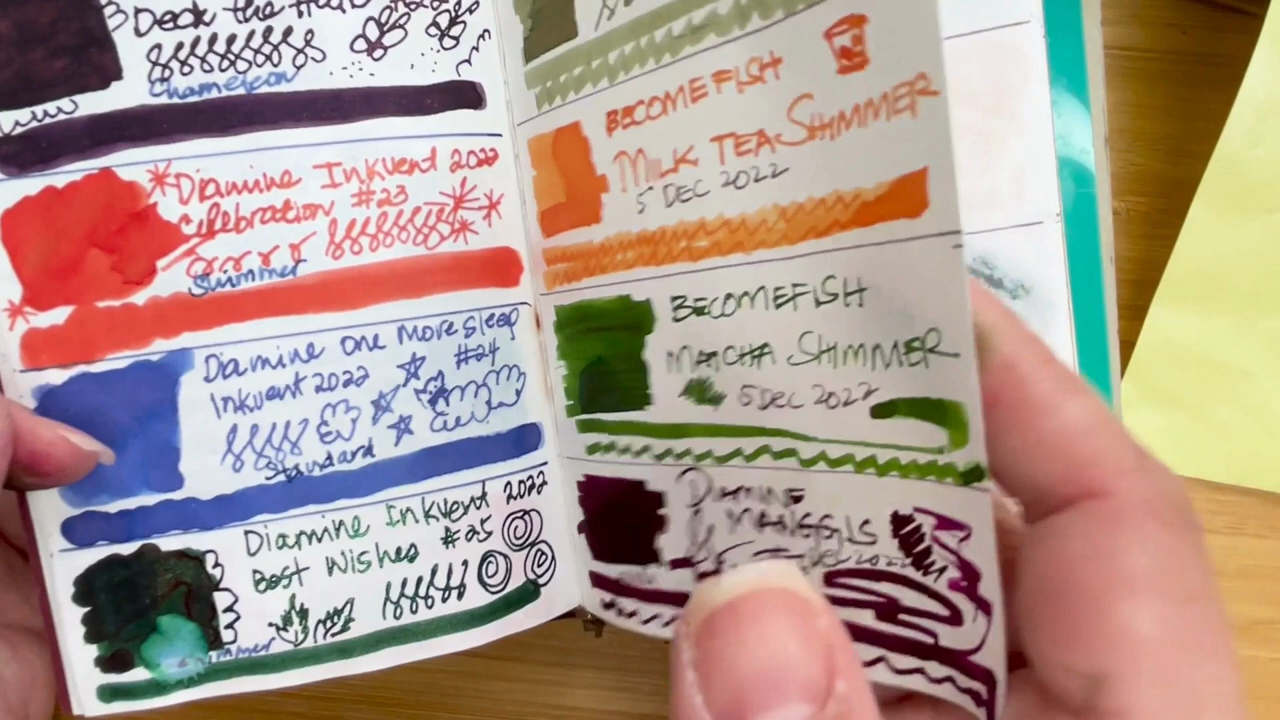 Deck the Halls
Chameleon
Diamine Inkvent 2022
Celebration #23
Shimmer
Diamine One More Sleep
Inkvent 2022 #24
Standard
Diamine Inkvent 2022
Best Wishes #25
BECOMEFISH
MILK TEA SHIMMER
5 DEC 2022
BECOMEFISH
MATCHA SHIMMER
5 Dec 2022
DIAMINE